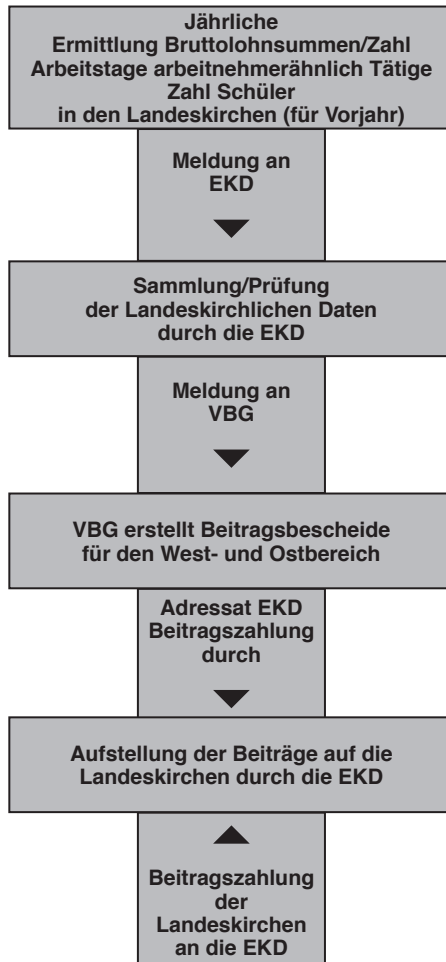 Jährliche
Ermittlung Bruttolohnsummen/Zahl
Arbeitstage arbeitnehmerähnlich Tätige
Zahl Schüler
in den Landeskirchen (für Vorjahr)
Meldung an
EKD
Sammlung/Prüfung
der Landeskirchlichen Daten
durch die EKD
Meldung an
VBG
VBG erstellt Beitragsbescheide
für den West- und Ostbereich
Adressat EKD
Beitragszahlung
durch
Aufstellung der Beiträge auf die
Landeskirchen durch die EKD
Beitragszahlung
der
Landeskirchen
an die EKD